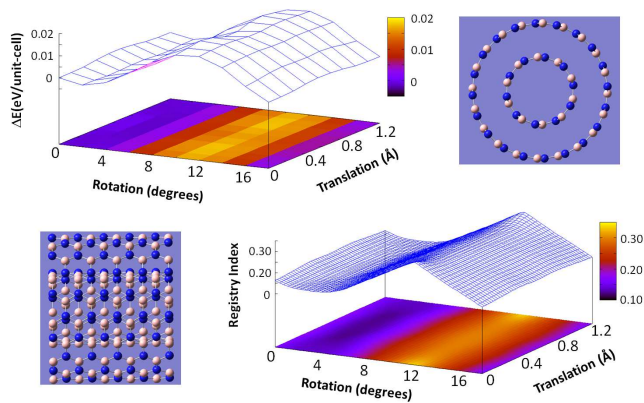 0.02
0.01
0
ΔE(eV/unit-cell)
0.02
0.01
0
0 4 8 12 16
Rotation (degrees)
0 0.4 0.8 1.2
Translation (Å)
0.30
0.20
0
Registry Index
0.30
0.20
0.10
0 4 8 12 16
Rotation (degrees)
0 0.4 0.8 1.2
Translation (Å)